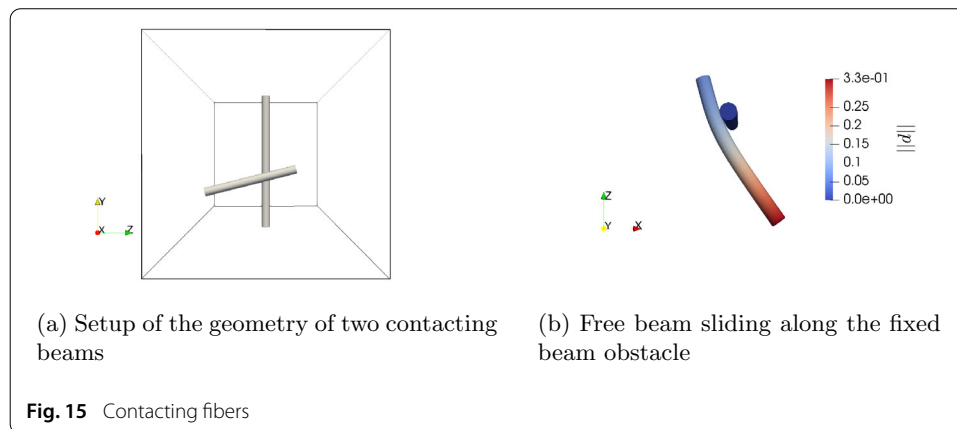 Y
X
Z
3.3e-01
0.25
0.2
0.15
0.1
0.05
0.0e+00
||d||
Z
Y
X
(a) Setup of the geometry of two contacting
beams
(b) Free beam sliding along the fixed
beam obstacle
Fig. 15 Contacting fibers